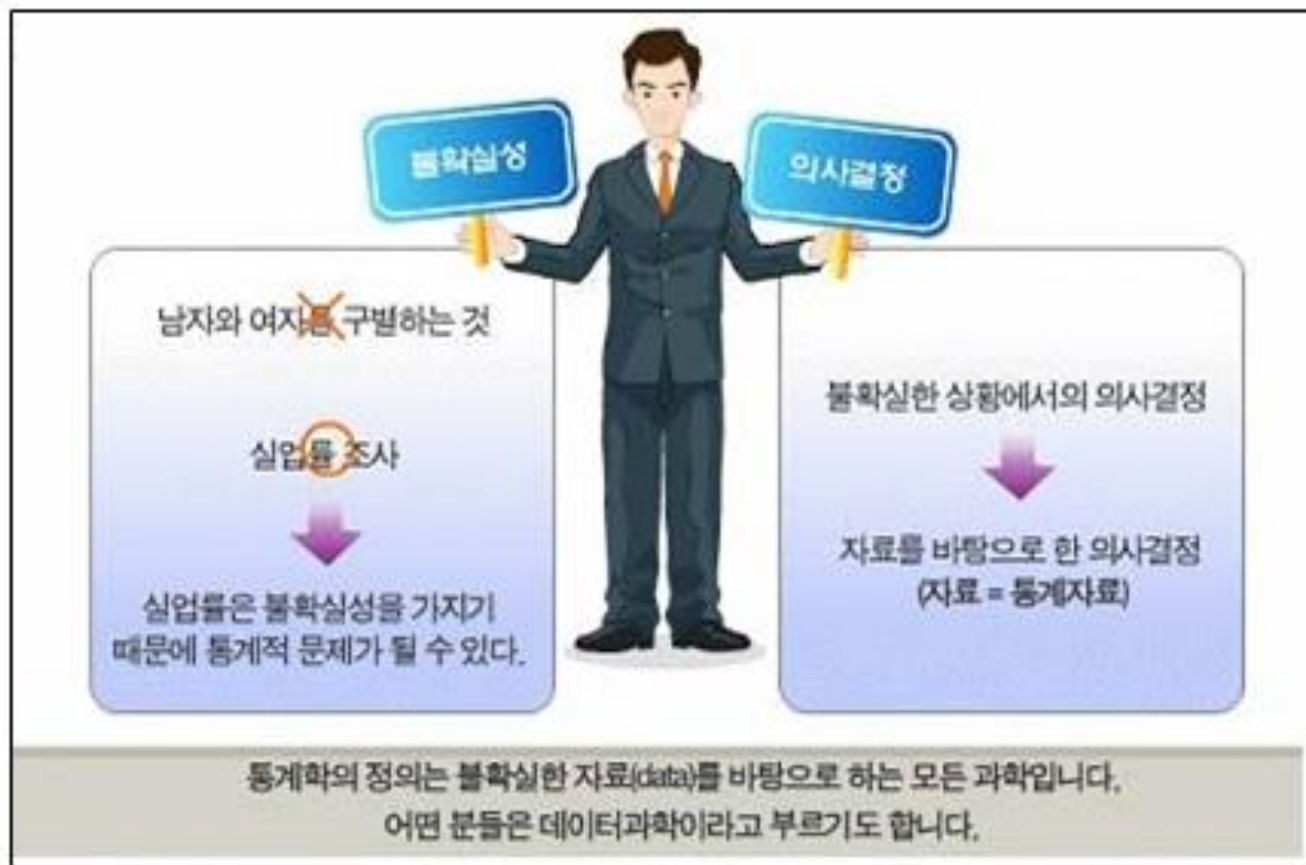 불확실성
의사결정
남자와 여자를 구별하는 것
실업률 조사
실업률은 불확실성을 가지기
때문에 통계적 문제가 될 수 있다.
불확실한 상황에서의 의사결정
자료를 바탕으로 한 의사결정
(자료 = 통계자료)
통계학의 정의는 불확실한 자료(data)를 바탕으로 하는 모든 과학입니다.
어떤 분들은 데이터과학이라고 부르기도 합니다.